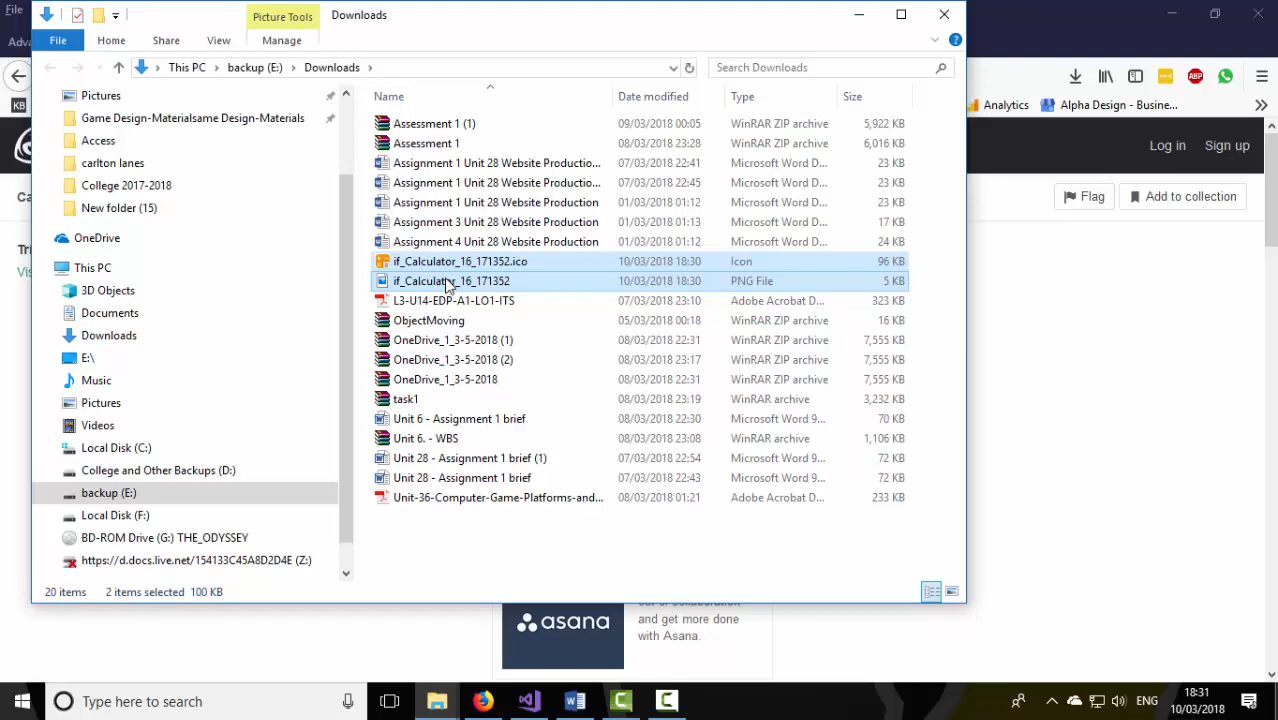 File
Picture Tools
Downloads
File
Home
Share
View
Manage
This PC
backup (E:)
Downloads
Search Downloads
Adva
KB
Analytics
Alpha Design - Busine...
Log in
Sign up
Flag
Add to collection
Ca
Tri
Vis
Pictures
Game Design-Materialsame Design-Materials
Access
carlton lanes
College 2017-2018
New folder (15)
OneDrive
This PC
3D Objects
Documents
Downloads
E:\
Music
Pictures
Videos
Local Disk (C:)
College and Other Backups (D:)
backup (E:)
Local Disk (F:)
BD-ROM Drive (G:) THE_ODYSSEY
https://d.docs.live.net/154133C45A8D2D4E (Z:)
Name Date modified Type Size
Assessment 1 (1) 09/03/2018 00:05 WinRAR ZIP archive 5,922 KB
Assessment 1 08/03/2018 23:28 WinRAR ZIP archive 6,016 KB
Assignment 1 Unit 28 Website Productio... 07/03/2018 22:41 Microsoft Word D... 23 KB
Assignment 1 Unit 28 Website Productio... 07/03/2018 22:45 Microsoft Word D... 23 KB
Assignment 1 Unit 28 Website Production 01/03/2018 01:12 Microsoft Word D... 23 KB
Assignment 3 Unit 28 Website Production 01/03/2018 01:13 Microsoft Word D... 17 KB
Assignment 4 Unit 28 Website Production 01/03/2018 01:12 Microsoft Word D... 24 KB
if_Calculator_16_171352.ico 10/03/2018 18:30 Icon 96 KB
if_Calculator_16_171352 10/03/2018 18:30 PNG File 5 KB
L3-U14-EDP-A1-LO1-ITS 07/03/2018 23:10 Adobe Acrobat D... 323 KB
ObjectMoving 05/03/2018 00:18 WinRAR ZIP archive 16 KB
OneDrive_1_3-5-2018 (1) 08/03/2018 22:31 WinRAR ZIP archive 7,555 KB
OneDrive_1_3-5-2018 (2) 08/03/2018 23:17 WinRAR ZIP archive 7,555 KB
OneDrive_1_3-5-2018 08/03/2018 22:31 WinRAR ZIP archive 7,555 KB
task1 08/03/2018 23:19 WinRAR archive 3,232 KB
Unit 6 - Assignment 1 brief 08/03/2018 22:30 Microsoft Word 9... 70 KB
Unit 6. - WBS 08/03/2018 23:08 WinRAR archive 1,106 KB
Unit 28 - Assignment 1 brief (1) 07/03/2018 22:54 Microsoft Word 9... 72 KB
Unit 28 - Assignment 1 brief 07/03/2018 22:43 Microsoft Word 9... 72 KB
Unit-36-Computer-Game-Platforms-and... 08/03/2018 01:21 Adobe Acrobat D... 233 KB
20 items 2 items selected 100 KB
asana
and get more done
with Asana.
Type here to search
ENG
18:31
10/03/2018
ABP